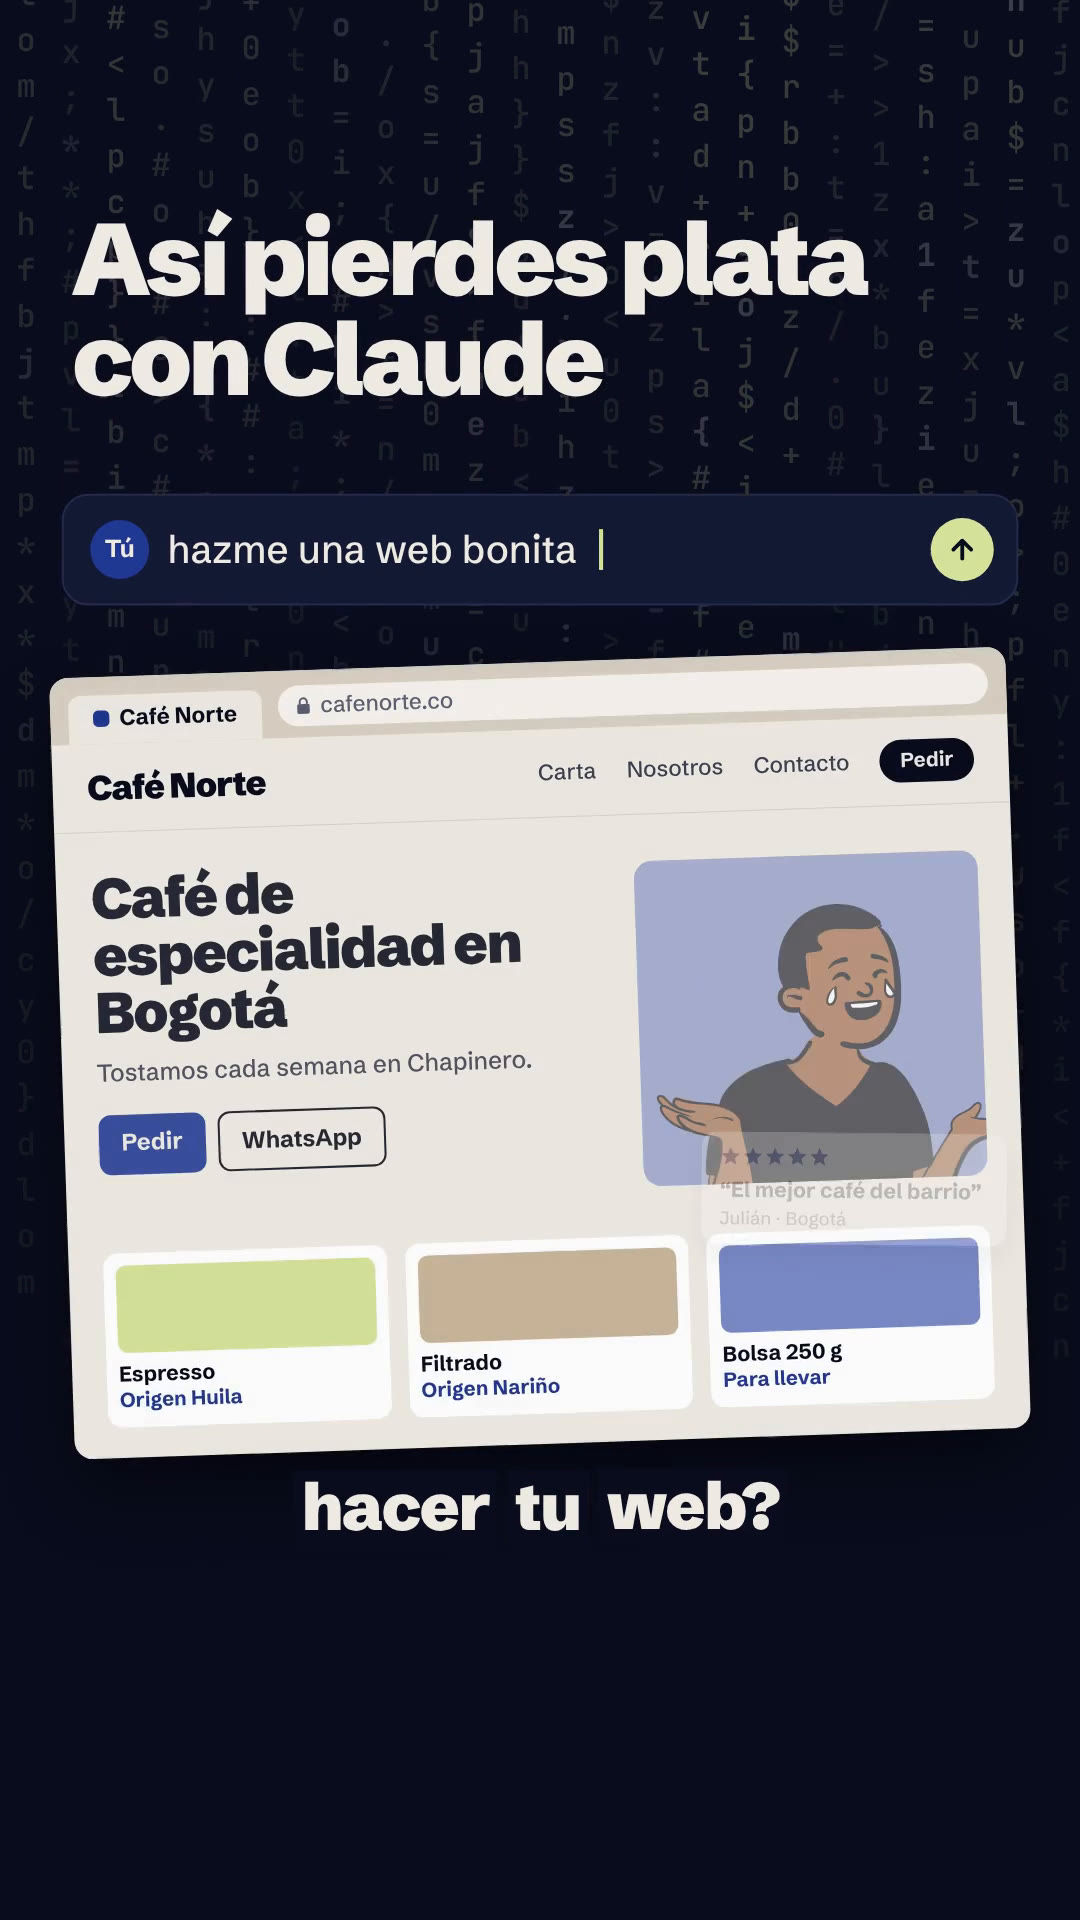 Así pierdes plata
con Claude
Tú hazme una web bonita
Café Norte
cafenorte.co
Café Norte
Carta
Nosotros
Contacto
Pedir
Café de
especialidad en
Bogotá
Tostamos cada semana en Chapinero.
Pedir
WhatsApp
★★★★★
“El mejor café del barrio”
Julián · Bogotá
Espresso
Origen Huila
Filtrado
Origen Nariño
Bolsa 250 g
Para llevar
hacer tu web?